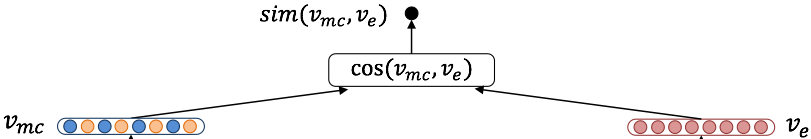 sim(v_mc, v_e)
cos(v_mc, v_e)
v_mc
v_e